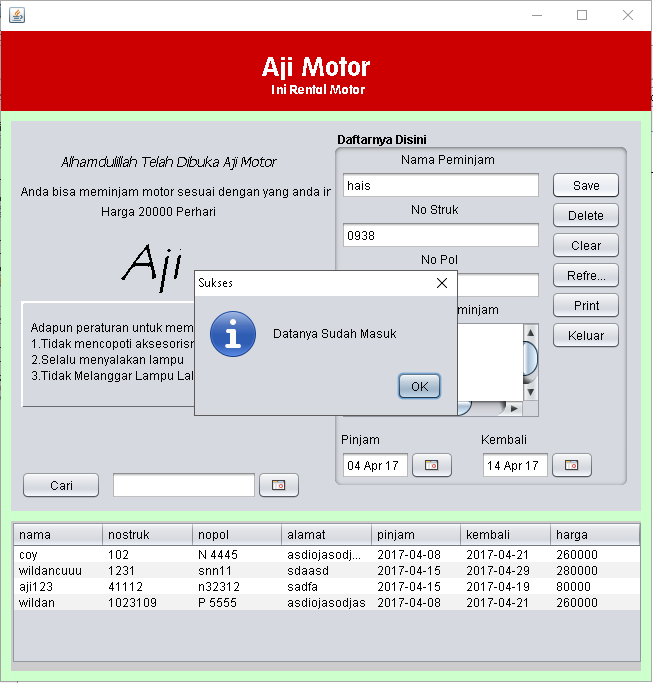 Aji Motor
Ini Rental Motor
Alhamdulillah Telah Dibuka Aji Motor
Anda bisa meminjam motor sesuai dengan yang anda ir
Harga 20000 Perhari
Aji
Adapun peraturan untuk mem
1.Tidak mencopoti aksesorisr
2.Selalu menyalakan lampu
3.Tidak Melanggar Lampu Lal
Cari
Daftarnya Disini
Nama Peminjam
hais
No Struk
0938
No Pol
minjam
Pinjam
Kembali
04 Apr 17
14 Apr 17
Save
Delete
Clear
Refre...
Print
Keluar
Sukses
Datanya Sudah Masuk
OK
nama nostruk nopol alamat pinjam kembali harga
coy 102 N 4445 asdiojasodj... 2017-04-08 2017-04-21 260000
wildancuuu 1231 snn11 sdaasd 2017-04-15 2017-04-29 280000
aji123 41112 n32312 sadfa 2017-04-15 2017-04-19 80000
wildan 1023109 P 5555 asdiojasodjas 2017-04-08 2017-04-21 260000